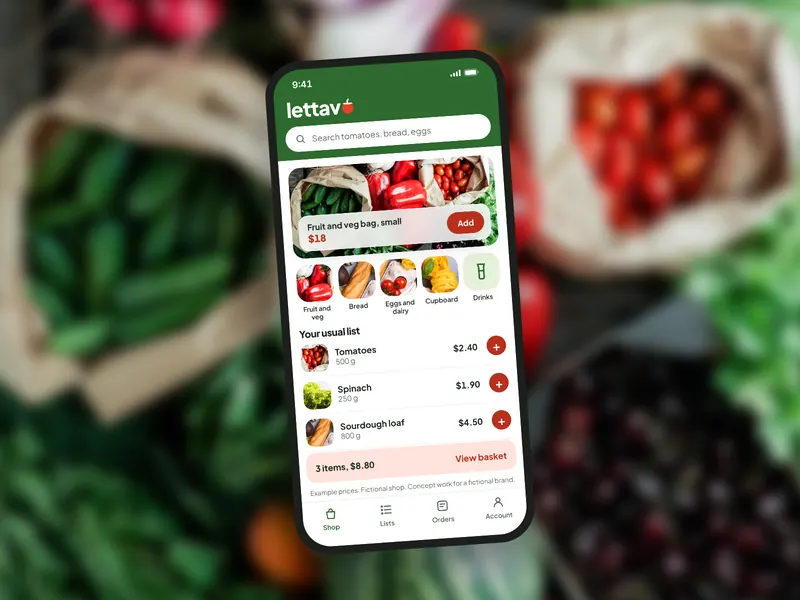 9:41
lettavo
Search tomatoes, bread, eggs
Fruit and veg bag, small
$18
Add
Fruit and veg
Bread
Eggs and dairy
Cupboard
Drinks
Your usual list
Tomatoes
500 g
$2.40
Spinach
250 g
$1.90
Sourdough loaf
800 g
$4.50
3 items, $8.80
View basket
Example prices. Fictional shop. Concept work for a fictional brand.
Shop
Lists
Orders
Account